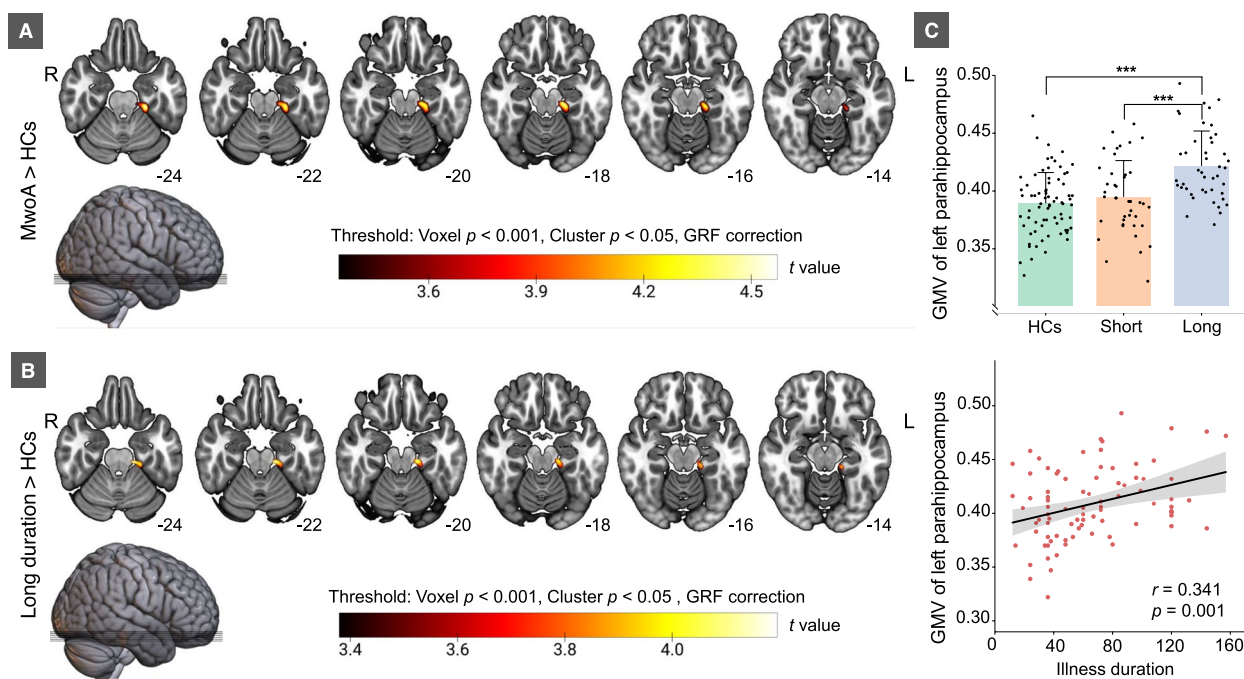 A
R
L
MwoA > HCs
-24
-22
-20
-18
-16
-14
Threshold: Voxel p < 0.001, Cluster p < 0.05, GRF correction
t value
3.6
3.9
4.2
4.5
B
R
L
Long duration > HCs
-24
-22
-20
-18
-16
-14
Threshold: Voxel p < 0.001, Cluster p < 0.05 , GRF correction
t value
3.4
3.6
3.8
4.0
C
GMV of left parahippocampus
0.50
0.45
0.40
0.35
***
***
HCs
Short
Long
GMV of left parahippocampus
0.50
0.45
0.40
0.35
0.30
r = 0.341
p = 0.001
0
40
80
120
160
Illness duration